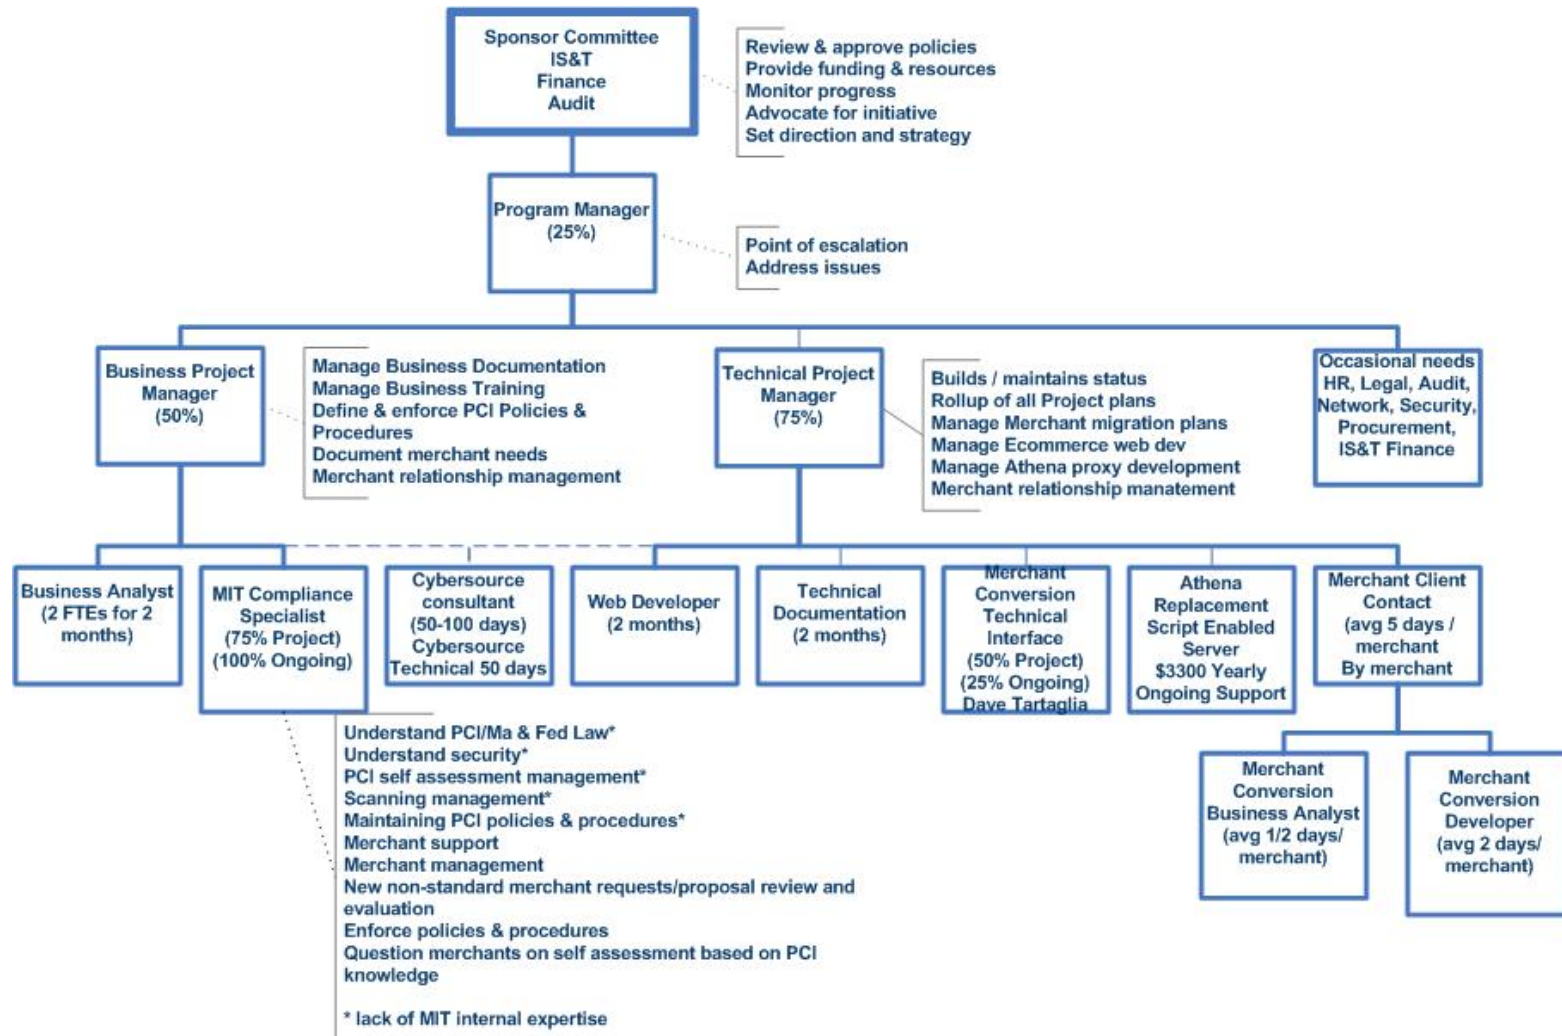 Sponsor Committee
IS&T
Finance
Audit
Review & approve policies
Provide funding & resources
Monitor progress
Advocate for initiative
Set direction and strategy
Program Manager
(25%)
Point of escalation
Address issues
Business Project
Manager
(50%)
Manage Business Documentation
Manage Business Training
Define & enforce PCI Policies &
Procedures
Document merchant needs
Merchant relationship management
Technical Project
Manager
(75%)
Builds / maintains status
Rollup of all Project plans
Manage Merchant migration plans
Manage Ecommerce web dev
Manage Athena proxy development
Merchant relationship manatement
Occasional needs
HR, Legal, Audit,
Network, Security,
Procurement,
IS&T Finance
Business Analyst
(2 FTEs for 2
months)
MIT Compliance
Specialist
(75% Project)
(100% Ongoing)
Cybersource
consultant
(50-100 days)
Cybersource
Technical 50 days
Web Developer
(2 months)
Technical
Documentation
(2 months)
Merchant
Conversion
Technical
Interface
(50% Project)
(25% Ongoing)
Dave Tartaglia
Athena
Replacement
Script Enabled
Server
$3300 Yearly
Ongoing Support
Merchant Client
Contact
(avg 5 days /
merchant
By merchant
Understand PCI/Ma & Fed Law*
Understand security*
PCI self assessment management*
Scanning management*
Maintaining PCI policies & procedures*
Merchant support
Merchant management
New non-standard merchant requests/proposal review and
evaluation
Enforce policies & procedures
Question merchants on self assessment based on PCI
knowledge
* lack of MIT internal expertise
Merchant
Conversion
Business Analyst
(avg 1/2 days/
merchant)
Merchant
Conversion
Developer
(avg 2 days/
merchant)